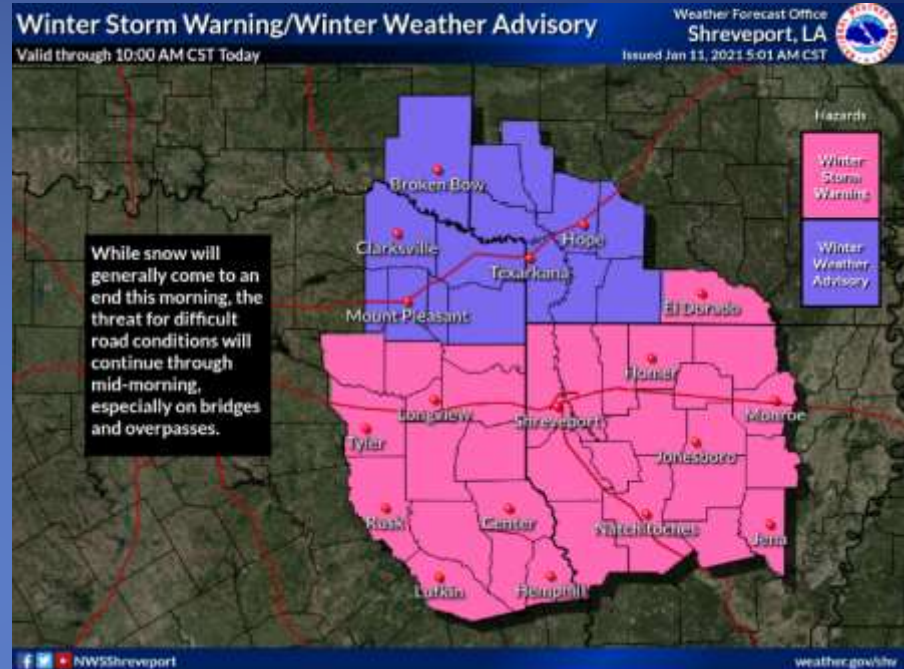 Winter Storm Warning/Winter Weather Advisory
Valid through 10:00 AM CST Today
Weather Forecast Office
Shreveport, LA
Issued Jan 11, 2021 5:01 AM CST
Hazards
Winter
Storm
Warning
Winter
Weather
Advisory
While snow will
generally come to an
end this morning, the
threat for difficult
road conditions will
continue through
mid-morning,
especially on bridges
and overpasses.
Broken Bow
Clarksville
Hope
Texarkana
Mount Pleasant
El Dorado
Homer
Longview
Shreveport
Monroe
Tyler
Jonesboro
Rusk
Center
Natchitoches
Jena
Lufkin
Hemphill
NWSShreveport
weather.gov/shv